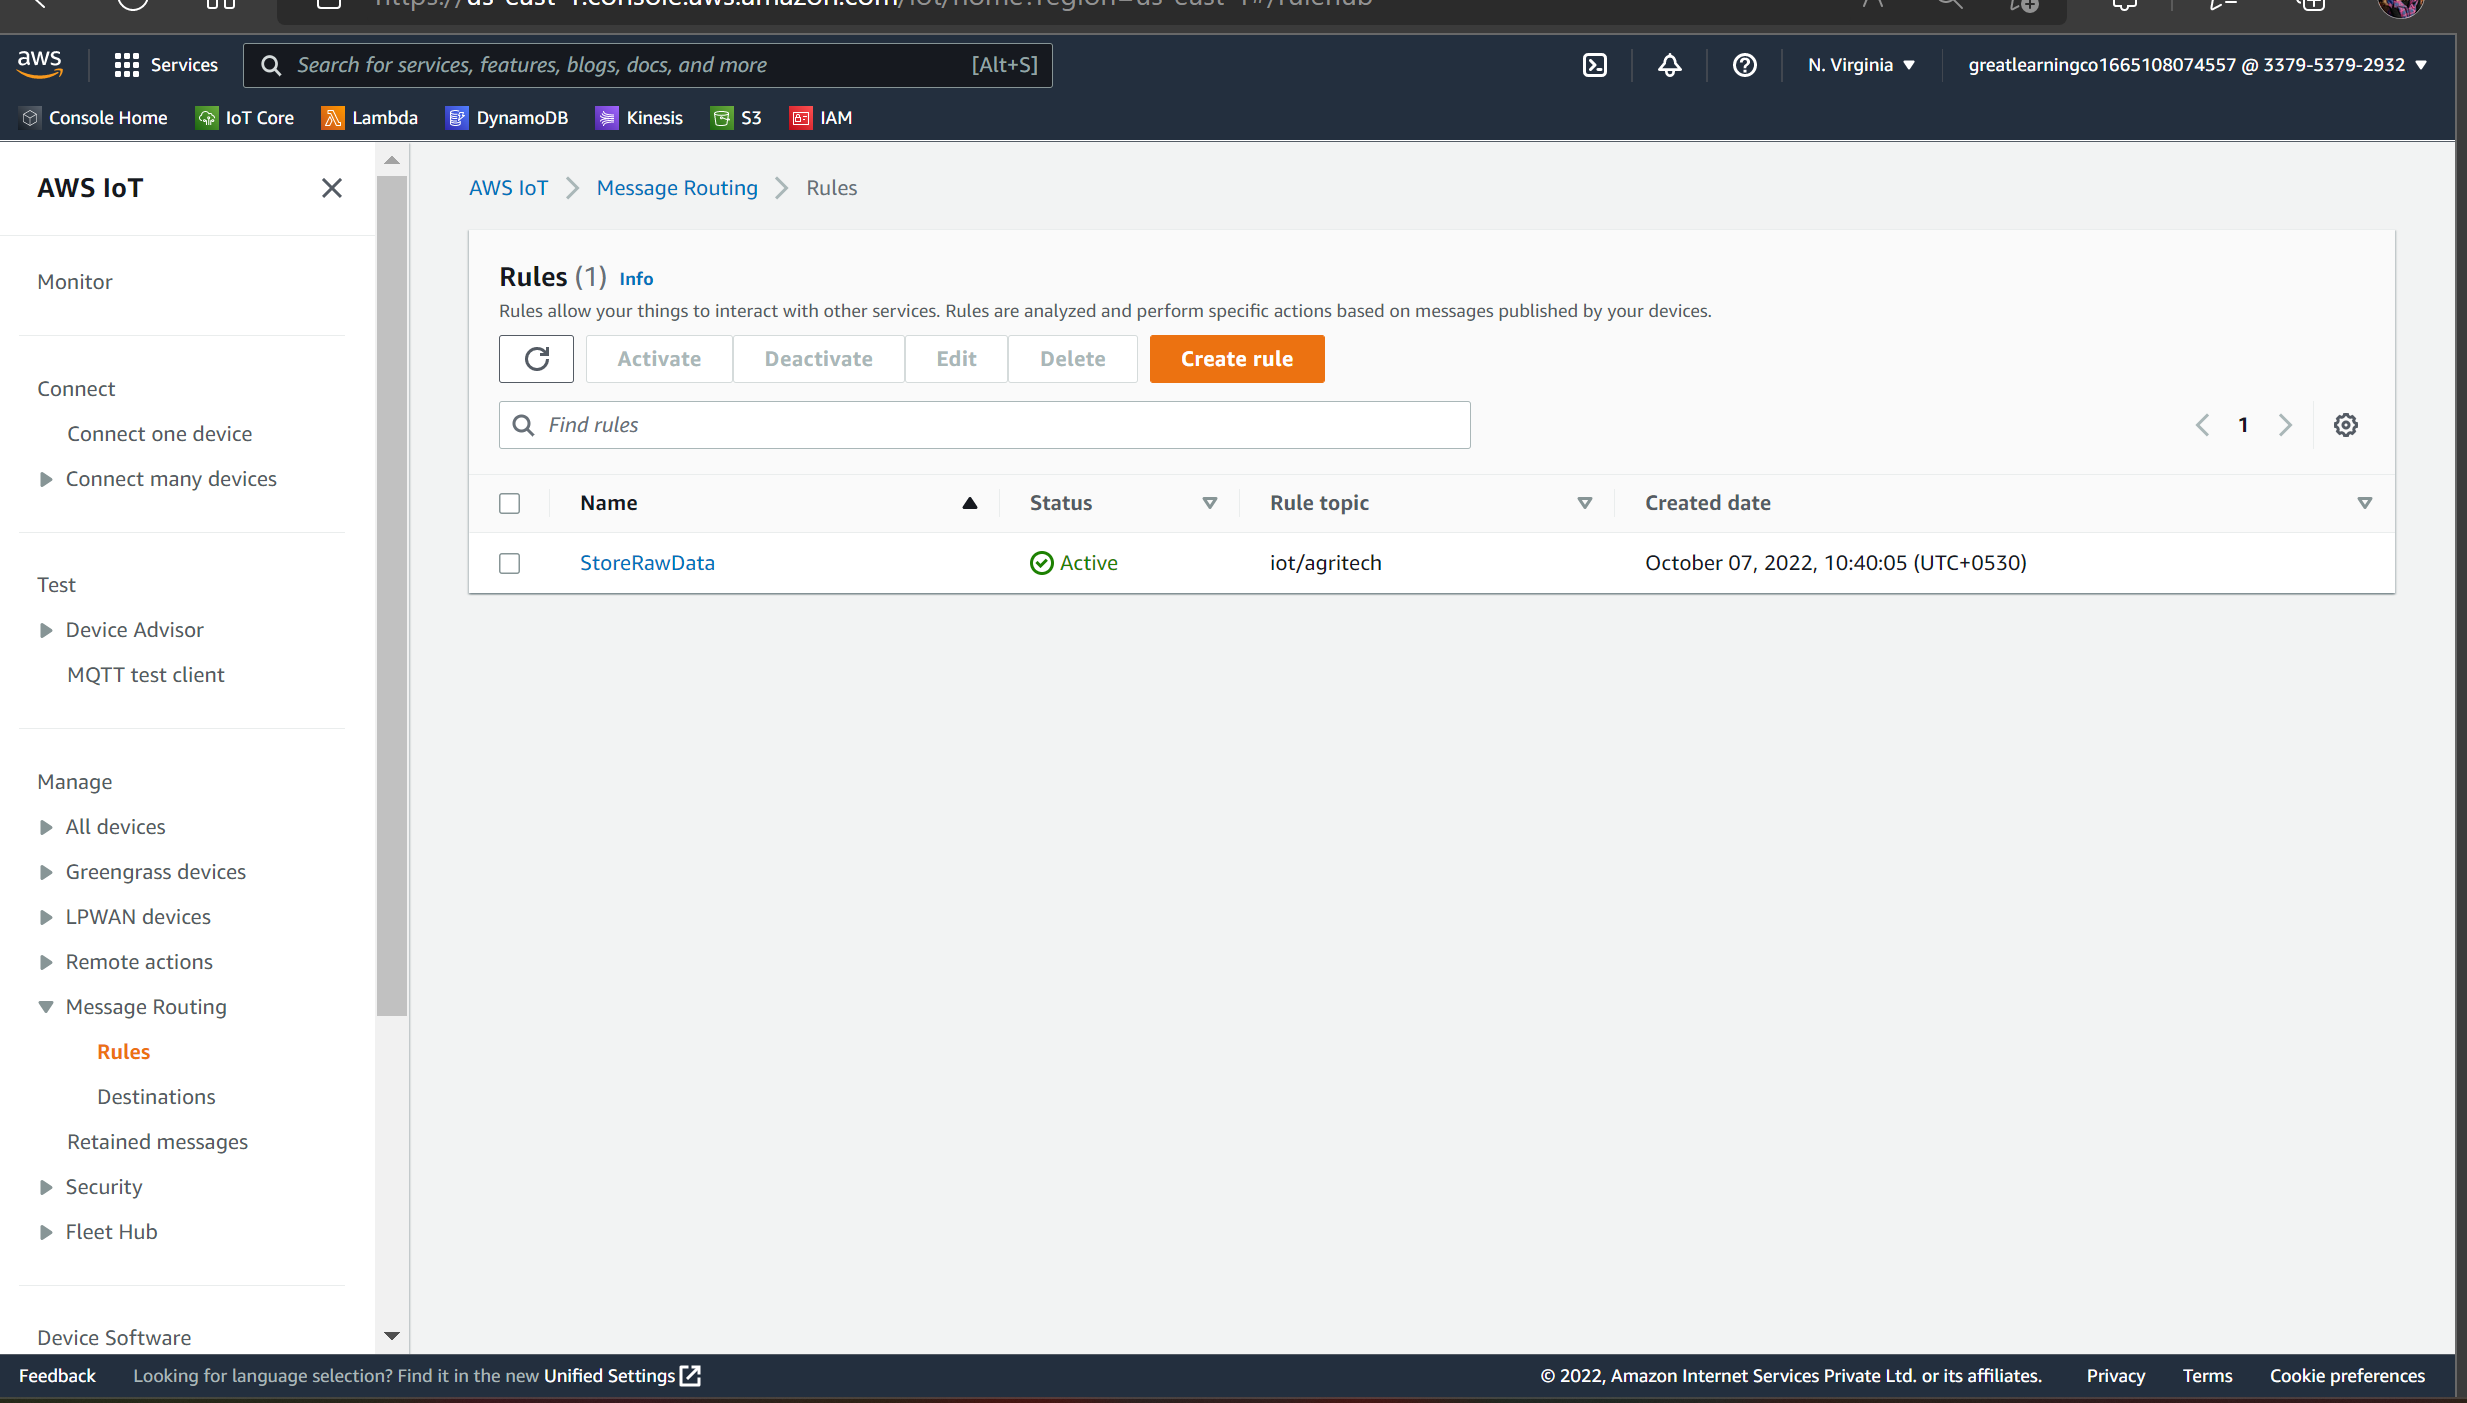 https://us-east-1.console.aws.amazon.com/iot/home?region=us-east-1#/rulehub
aws Services Search for services, features, blogs, docs, and more [Alt+S] N. Virginia greatlearningco1665108074557 @ 3379-5379-2932
Console Home IoT Core Lambda DynamoDB Kinesis S3 IAM
AWS IoT
Monitor
Connect
Connect one device
Connect many devices
Test
Device Advisor
MQTT test client
Manage
All devices
Greengrass devices
LPWAN devices
Remote actions
Message Routing
Rules
Destinations
Retained messages
Security
Fleet Hub
Device Software
AWS IoT Message Routing Rules
Rules (1) Info
Rules allow your things to interact with other services. Rules are analyzed and perform specific actions based on messages published by your devices.
Activate Deactivate Edit Delete Create rule
Find rules 1
Name Status Rule topic Created date
StoreRawData Active iot/agritech October 07, 2022, 10:40:05 (UTC+0530)
Feedback Looking for language selection? Find it in the new Unified Settings © 2022, Amazon Internet Services Private Ltd. or its affiliates. Privacy Terms Cookie preferences